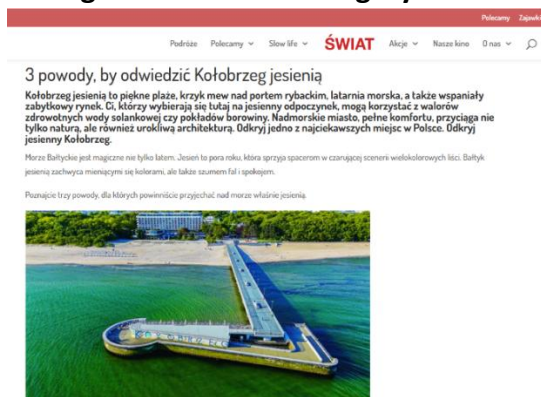 Polecamy Zajawki
Podróże Polecamy Slow life ŚWIAT Akcje Nasze kino O nas
3 powody, by odwiedzić Kołobrzeg jesienią
Kołobrzeg jesienią to piękne plaże, krzyk mew nad portem rybackim, latarnia morska, a także wspaniały
zabytkowy rynek. Ci, którzy wybierają się tutaj na jesienny odpoczynek, mogą korzystać z walorów
zdrowotnych wody solankowej czy pokładów borowiny. Nadmorskie miasto, pełne komfortu, przyciąga nie
tylko naturą, ale również urokliwą architekturą. Odkryj jedno z najciekawszych miejsc w Polsce. Odkryj
jesienny Kołobrzeg.
Morze Bałtyckie jest magiczne nie tylko latem. Jesień to pora roku, która sprzyja spacerom w czarującej scenerii wielokolorowych liści. Bałtyk
jesienią zachwyca mieniącymi się kolorami, ale także szumem fal i spokojem.
Poznajcie trzy powody, dla których powinniście przyjechać nad morze właśnie jesienią.